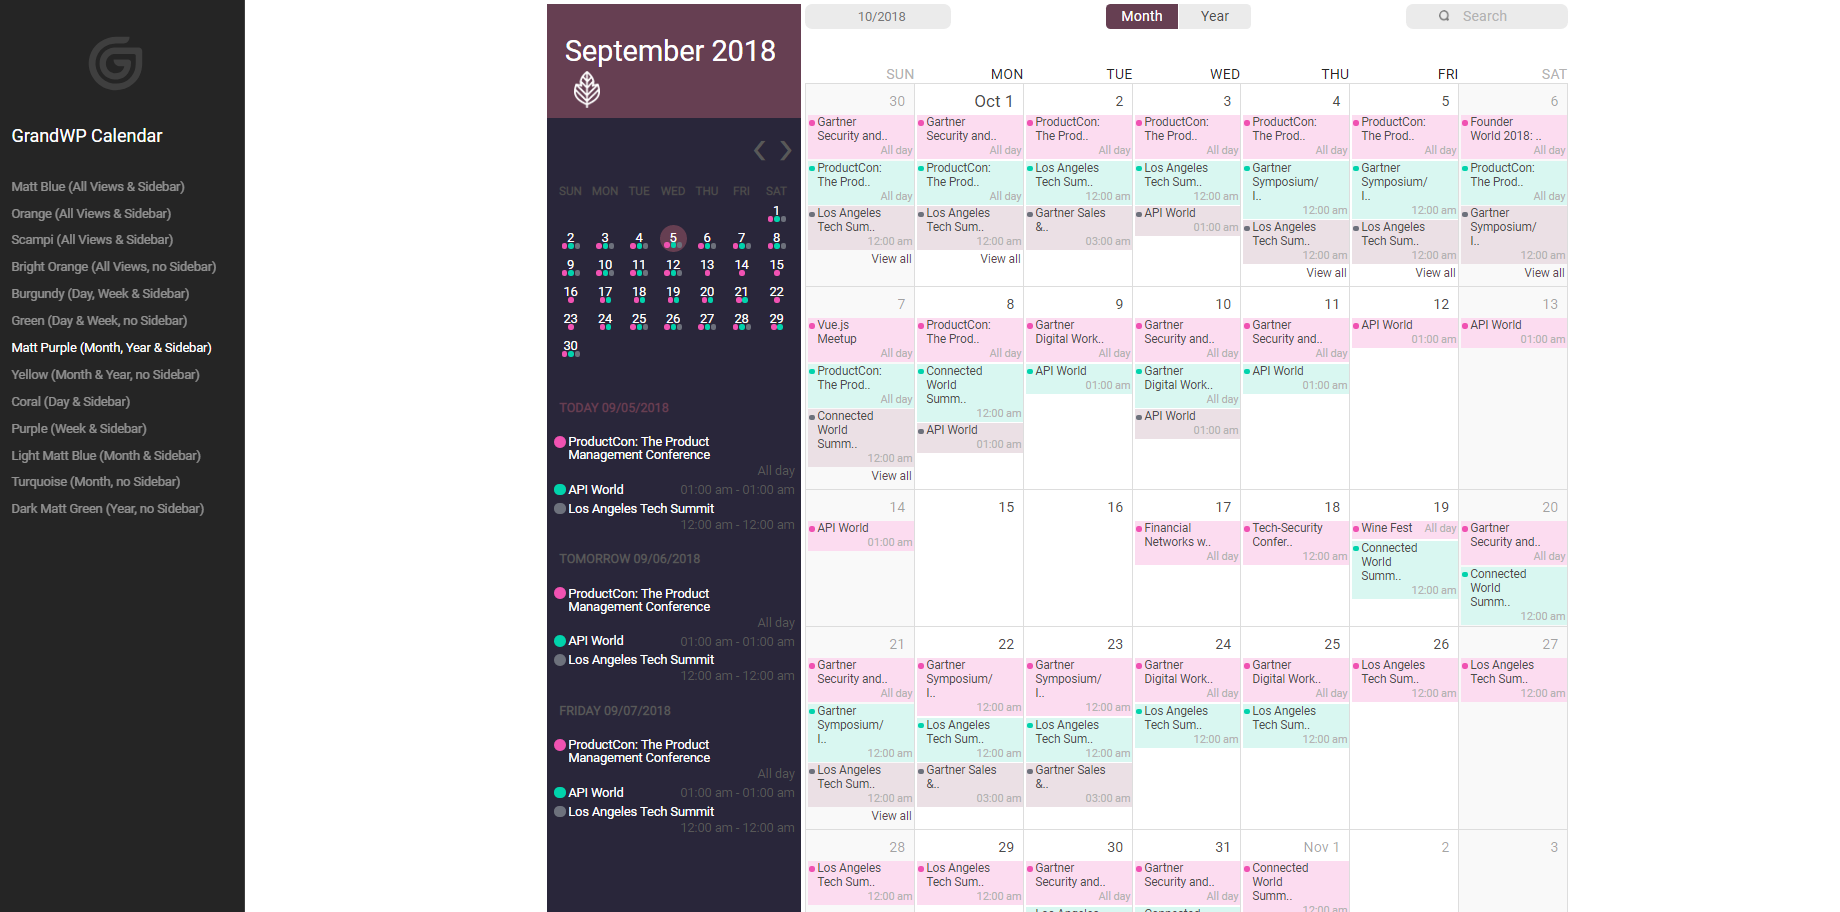 GrandWP Calendar
Matt Blue (All Views & Sidebar)
Orange (All Views & Sidebar)
Scampi (All Views & Sidebar)
Bright Orange (All Views, no Sidebar)
Burgundy (Day, Week & Sidebar)
Green (Day & Week, no Sidebar)
Matt Purple (Month, Year & Sidebar)
Yellow (Month & Year, no Sidebar)
Coral (Day & Sidebar)
Purple (Week & Sidebar)
Light Matt Blue (Month & Sidebar)
Turquoise (Month, no Sidebar)
Dark Matt Green (Year, no Sidebar)
September 2018
SUN MON TUE WED THU FRI SAT
1
2 3 4 5 6 7 8
9 10 11 12 13 14 15
16 17 18 19 20 21 22
23 24 25 26 27 28 29
30
TODAY 09/05/2018
ProductCon: The Product
Management Conference
All day
API World 01:00 am - 01:00 am
Los Angeles Tech Summit
12:00 am - 12:00 am
TOMORROW 09/06/2018
ProductCon: The Product
Management Conference
All day
API World 01:00 am - 01:00 am
Los Angeles Tech Summit
12:00 am - 12:00 am
FRIDAY 09/07/2018
ProductCon: The Product
Management Conference
All day
API World 01:00 am - 01:00 am
Los Angeles Tech Summit
12:00 am - 12:00 am
10/2018 Month Year Search
SUN MON TUE WED THU FRI SAT
30
Gartner
Security and..
All day
ProductCon:
The Prod..
All day
Los Angeles
Tech Sum..
12:00 am
View all
Oct 1
Gartner
Security and..
All day
ProductCon:
The Prod..
All day
Los Angeles
Tech Sum..
12:00 am
View all
2
ProductCon:
The Prod..
All day
Los Angeles
Tech Sum..
12:00 am
Gartner Sales
&..
03:00 am
3
ProductCon:
The Prod..
All day
Los Angeles
Tech Sum..
12:00 am
API World
01:00 am
4
ProductCon:
The Prod..
All day
Gartner
Symposium/
I..
12:00 am
Los Angeles
Tech Sum..
12:00 am
View all
5
ProductCon:
The Prod..
All day
Gartner
Symposium/
I..
12:00 am
Los Angeles
Tech Sum..
12:00 am
View all
6
Founder
World 2018: ..
All day
ProductCon:
The Prod..
All day
Gartner
Symposium/
I..
12:00 am
View all
7
Vue.js
Meetup
All day
ProductCon:
The Prod..
All day
Connected
World
Summ..
12:00 am
View all
8
ProductCon:
The Prod..
All day
Connected
World
Summ..
12:00 am
API World
01:00 am
9
Gartner
Digital Work..
All day
API World
01:00 am
10
Gartner
Security and..
All day
Gartner
Digital Work..
All day
API World
01:00 am
11
Gartner
Security and..
All day
API World
01:00 am
12
API World
01:00 am
13
API World
01:00 am
14
API World
01:00 am
15
16
17
Financial
Networks w..
All day
18
Tech-Security
Confer..
12:00 am
19
Wine Fest All day
Connected
World
Summ..
12:00 am
20
Gartner
Security and..
All day
Connected
World
Summ..
12:00 am
21
Gartner
Security and..
All day
Gartner
Symposium/
I..
12:00 am
Los Angeles
Tech Sum..
12:00 am
View all
22
Gartner
Symposium/
I..
12:00 am
Los Angeles
Tech Sum..
12:00 am
Gartner Sales
&..
03:00 am
23
Gartner
Symposium/
I..
12:00 am
Los Angeles
Tech Sum..
12:00 am
Gartner Sales
&..
03:00 am
24
Gartner
Digital Work..
All day
Los Angeles
Tech Sum..
12:00 am
25
Gartner
Digital Work..
All day
Los Angeles
Tech Sum..
12:00 am
26
Los Angeles
Tech Sum..
12:00 am
27
Los Angeles
Tech Sum..
12:00 am
28
Los Angeles
Tech Sum..
12:00 am
29
Los Angeles
Tech Sum..
12:00 am
30
Gartner
Security and..
All day
31
Gartner
Security and..
All day
Nov 1
Connected
World
Summ..
12:00 am
2
3